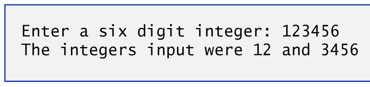 Enter a six digit integer: 123456
The integers input were 12 and 3456